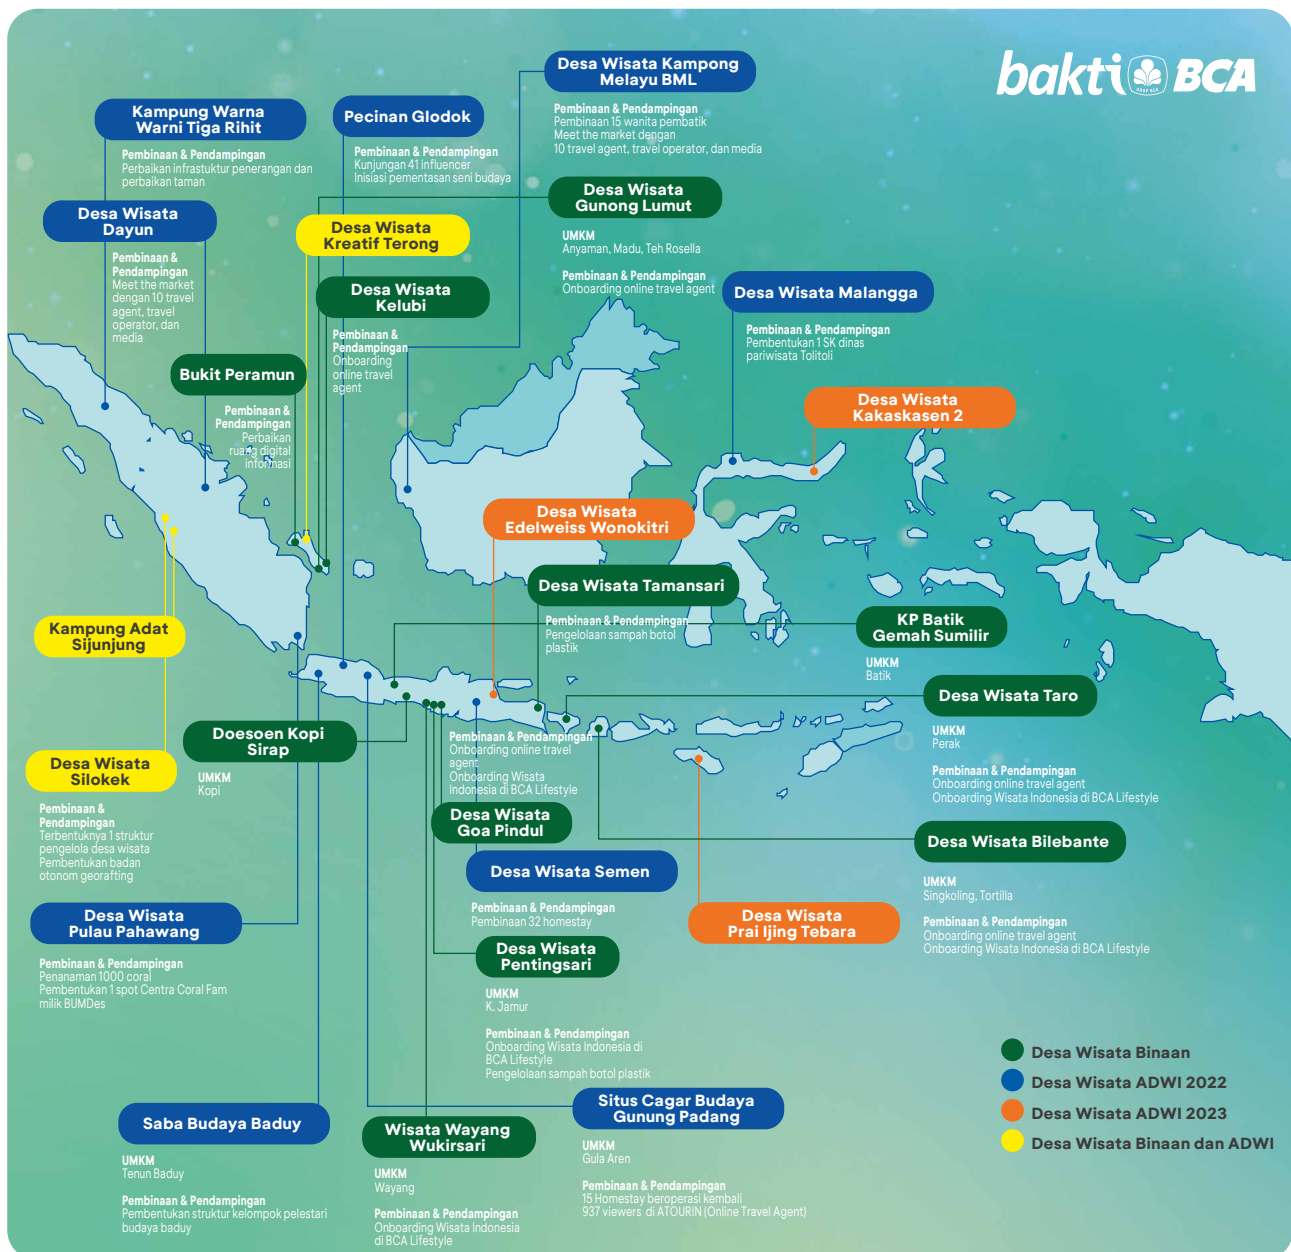 bakti BCA
Desa Wisata Kampong
Melayu BML
Pembinaan & Pendampingan
Pembinaan 15 wanita pembatik
Meet the market dengan
10 travel agent, travel operator, dan media
Kampung Warna
Warni Tiga Rihit
Pembinaan & Pendampingan
Perbaikan infrastuktur penerangan dan
perbaikan taman
Pecinan Glodok
Pembinaan & Pendampingan
Kunjungan 41 influencer
Inisiasi pementasan seni budaya
Desa Wisata
Gunong Lumut
UMKM
Anyaman, Madu, Teh Rosella
Pembinaan & Pendampingan
Onboarding online travel agent
Desa Wisata
Dayun
Pembinaan &
Pendampingan
Meet the market
dengan 10 travel
agent, travel
operator, dan
media
Desa Wisata
Kreatif Terong
Desa Wisata
Kelubi
Pembinaan &
Pendampingan
Onboarding
online travel
agent
Desa Wisata Malangga
Pembinaan & Pendampingan
Pembentukan 1 SK dinas
pariwisata Tolitoli
Bukit Peramun
Pembinaan &
Pendampingan
Perbaikan
ruang digital
informasi
Desa Wisata
Kakaskasen 2
Desa Wisata
Edelweiss Wonokitri
Desa Wisata Tamansari
Pembinaan & Pendampingan
Pengelolaan sampah botol
plastik
KP Batik
Gemah Sumilir
UMKM
Batik
Kampung Adat
Sijunjung
Desa Wisata Taro
UMKM
Perak
Pembinaan & Pendampingan
Onboarding online travel agent
Onboarding Wisata Indonesia di BCA Lifestyle
Doesoen Kopi
Sirap
UMKM
Kopi
Pembinaan & Pendampingan
Onboarding online travel
agent
Onboarding Wisata
Indonesia di BCA Lifestyle
Desa Wisata
Goa Pindul
Desa Wisata
Silokek
Pembinaan &
Pendampingan
Terbentuknya 1 struktur
pengelola desa wisata
Pembentukan badan
otonom georafting
Desa Wisata Bilebante
UMKM
Singkoling, Tortilla
Pembinaan & Pendampingan
Onboarding online travel agent
Onboarding Wisata Indonesia di BCA Lifestyle
Desa Wisata Semen
Pembinaan & Pendampingan
Pembinaan 32 homestay
Desa Wisata
Prai Ijing Tebara
Desa Wisata
Pulau Pahawang
Pembinaan & Pendampingan
Penanaman 1000 coral
Pembentukan 1 spot Centra Coral Fam
milik BUMDes
Desa Wisata
Pentingsari
UMKM
K. Jamur
Pembinaan & Pendampingan
Onboarding Wisata Indonesia di
BCA Lifestyle
Pengelolaan sampah botol plastik
Desa Wisata Binaan
Desa Wisata ADWI 2022
Desa Wisata ADWI 2023
Desa Wisata Binaan dan ADWI
Saba Budaya Baduy
UMKM
Tenun Baduy
Pembinaan & Pendampingan
Pembentukan struktur kelompok pelestari
budaya baduy
Wisata Wayang
Wukirsari
UMKM
Wayang
Pembinaan & Pendampingan
Onboarding Wisata Indonesia
di BCA Lifestyle
Situs Cagar Budaya
Gunung Padang
UMKM
Gula Aren
Pembinaan & Pendampingan
15 Homestay beroperasi kembali
937 viewers di ATOURIN (Online Travel Agent)